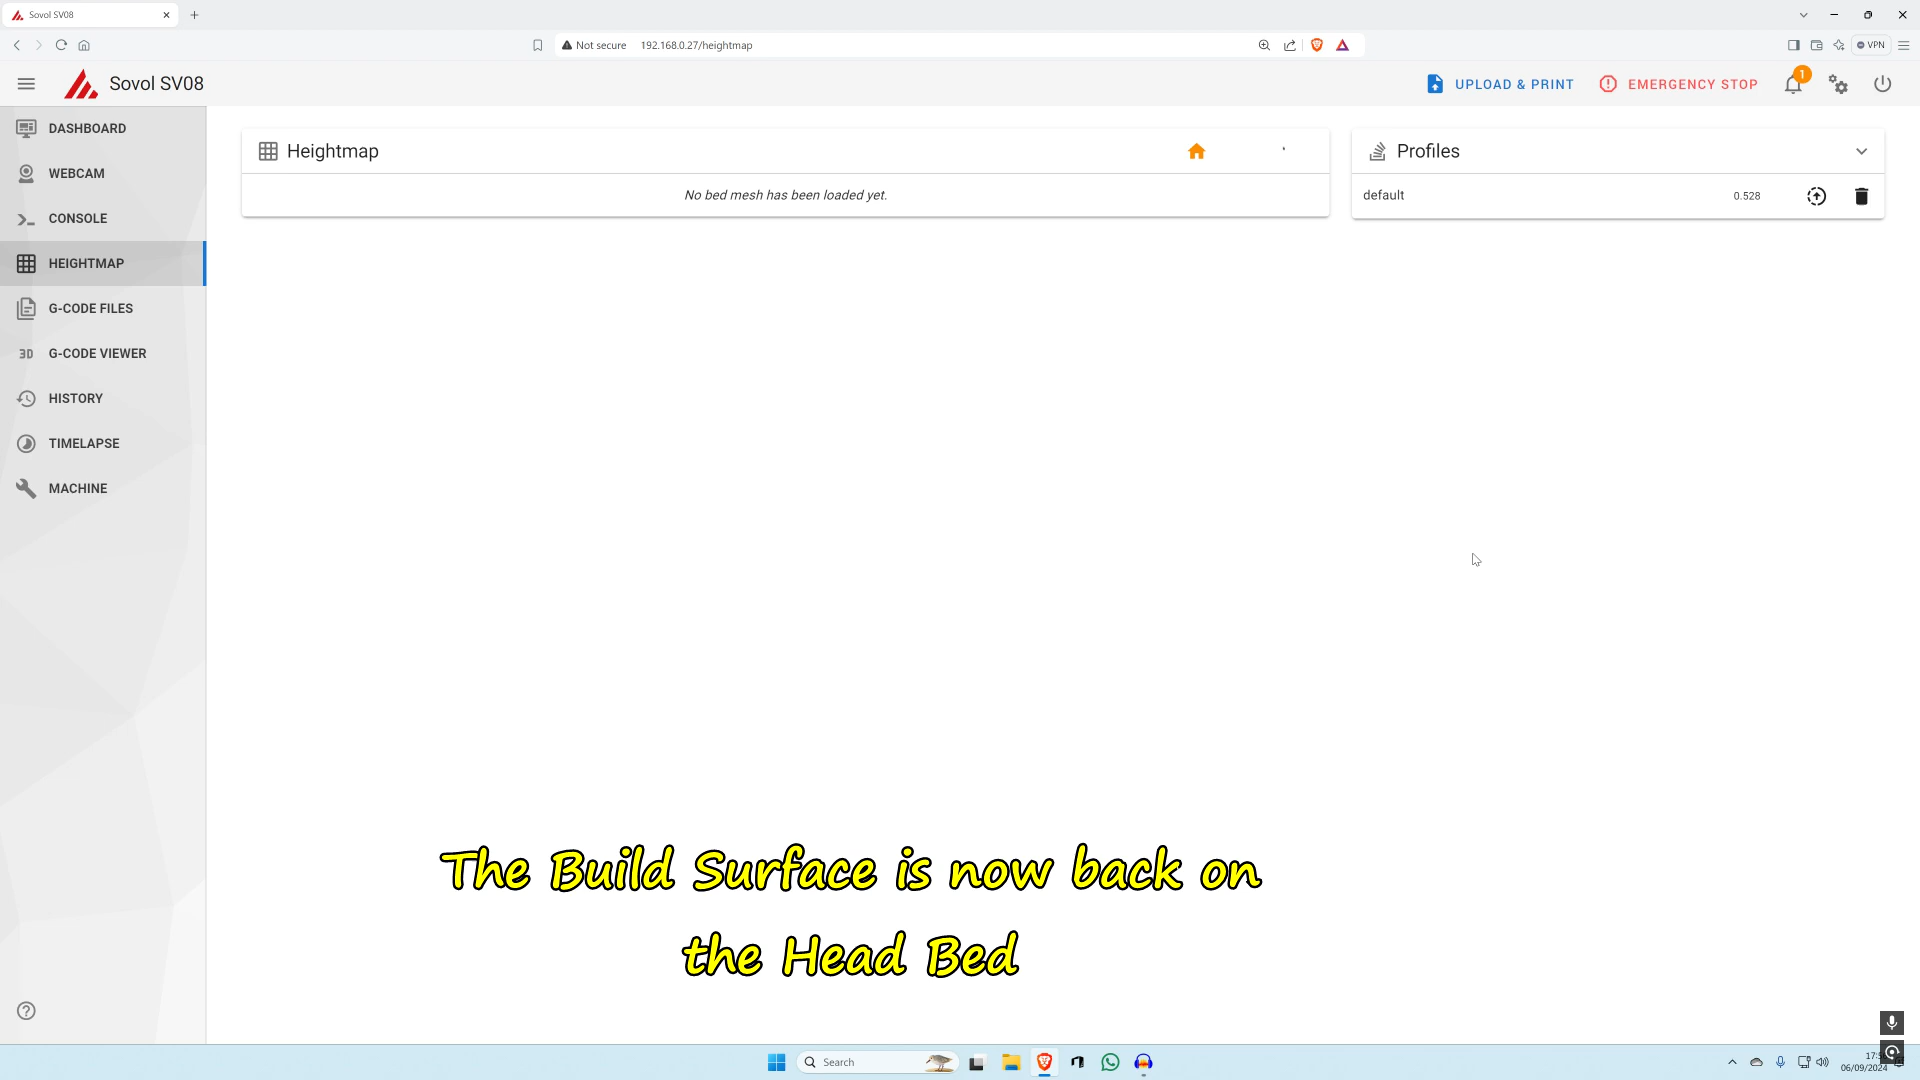 Sovol SV08
Not secure 192.168.0.27/heightmap
VPN
Sovol SV08
UPLOAD & PRINT
EMERGENCY STOP
1
DASHBOARD
WEBCAM
CONSOLE
HEIGHTMAP
G-CODE FILES
3D G-CODE VIEWER
HISTORY
TIMELAPSE
MACHINE
Heightmap
No bed mesh has been loaded yet.
Profiles
default 0.528
The Build Surface is now back on
the Head Bed
Search
06/09/2024